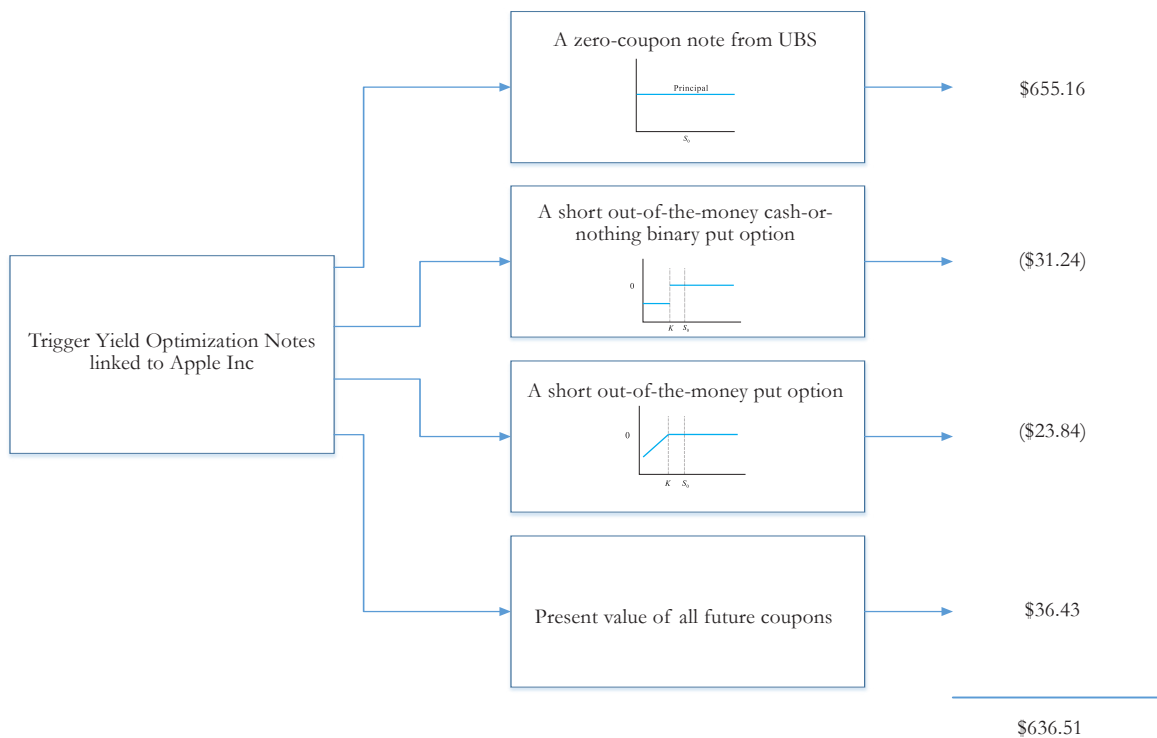 A zero-coupon note from UBS
Principal
S₀
$655.16
A short out-of-the-money cash-or-
nothing binary put option
0
K
S₀
($31.24)
Trigger Yield Optimization Notes
linked to Apple Inc
A short out-of-the-money put option
0
K
S₀
($23.84)
Present value of all future coupons
$36.43
$636.51